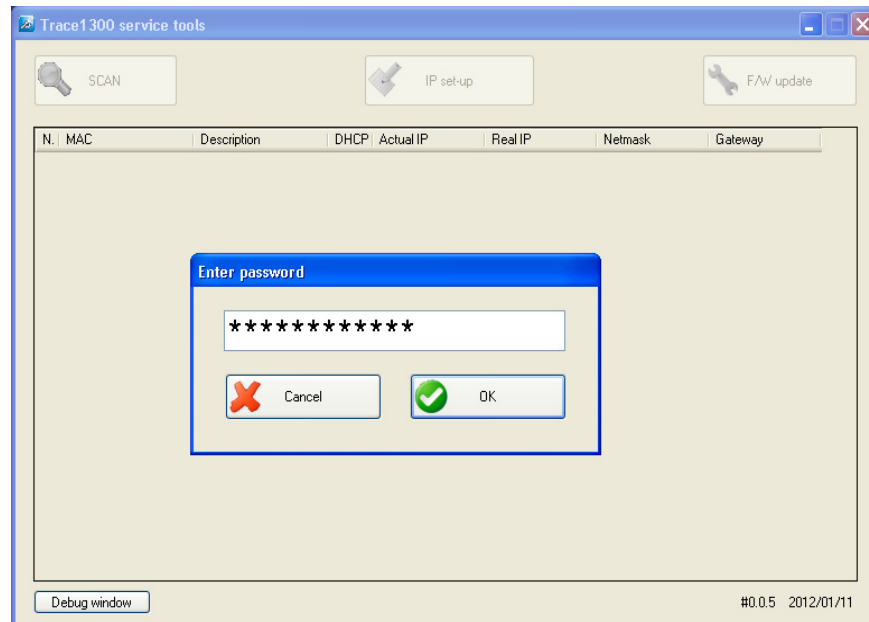 Trace1300 service tools
SCAN IP set-up F/W update
N. MAC Description DHCP Actual IP Real IP Netmask Gateway
Enter password
************
Cancel OK
Debug window #0.0.5 2012/01/11